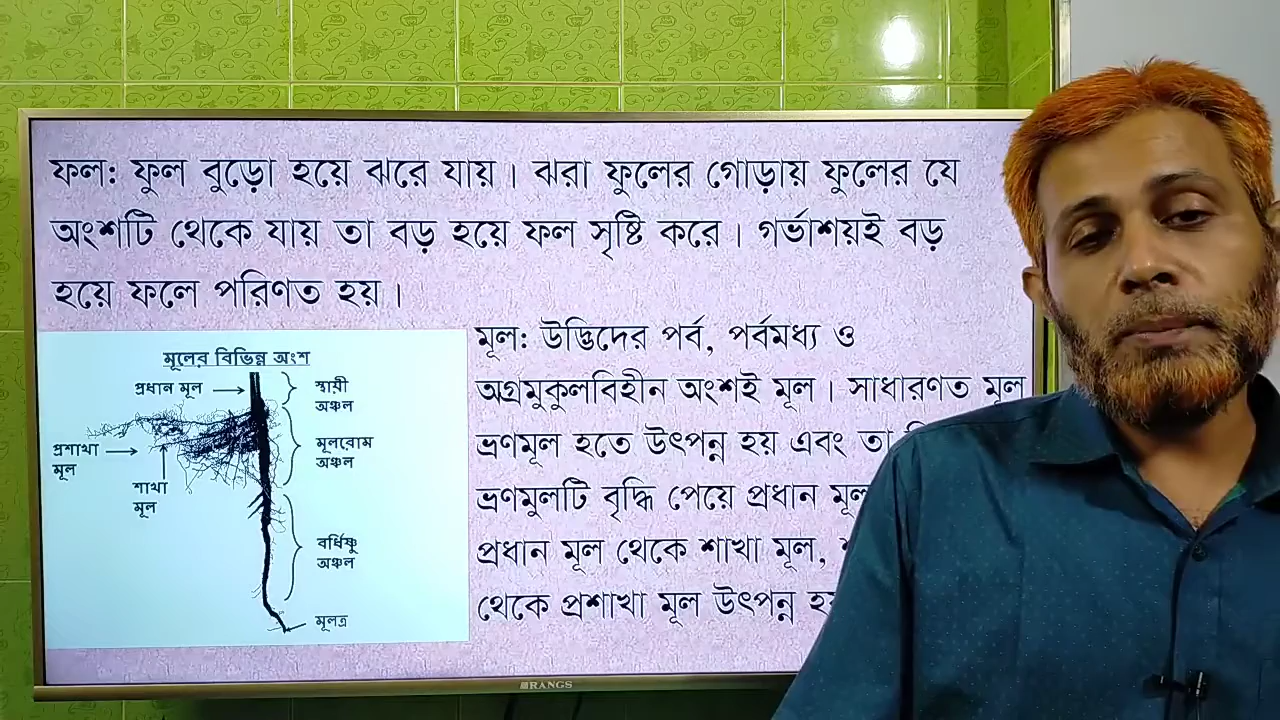 ফল: ফুল বুড়ো হয়ে ঝরে যায়। ঝরা ফুলের গোড়ায় ফুলের যে
অংশটি থেকে যায় তা বড় হয়ে ফল সৃষ্টি করে। গর্ভাশয়ই বড়
হয়ে ফলে পরিণত হয়।
মূল: উদ্ভিদের পর্ব, পর্বমধ্য ও
অগ্রমুকুলবিহীন অংশই মূল। সাধারণত মূল
ভ্রূণমূল হতে উৎপন্ন হয় এবং তা
ভ্রূণমুলটি বৃদ্ধি পেয়ে প্রধান মূল
প্রধান মূল থেকে শাখা মূল,
থেকে প্রশাখা মূল উৎপন্ন
মূলের বিভিন্ন অংশ
প্রধান মূল
স্থায়ী
অঞ্চল
মূলরোম
অঞ্চল
প্রশাখা
মূল
শাখা
মূল
বর্ধিষ্ণু
অঞ্চল
মূলত্র
RANGS